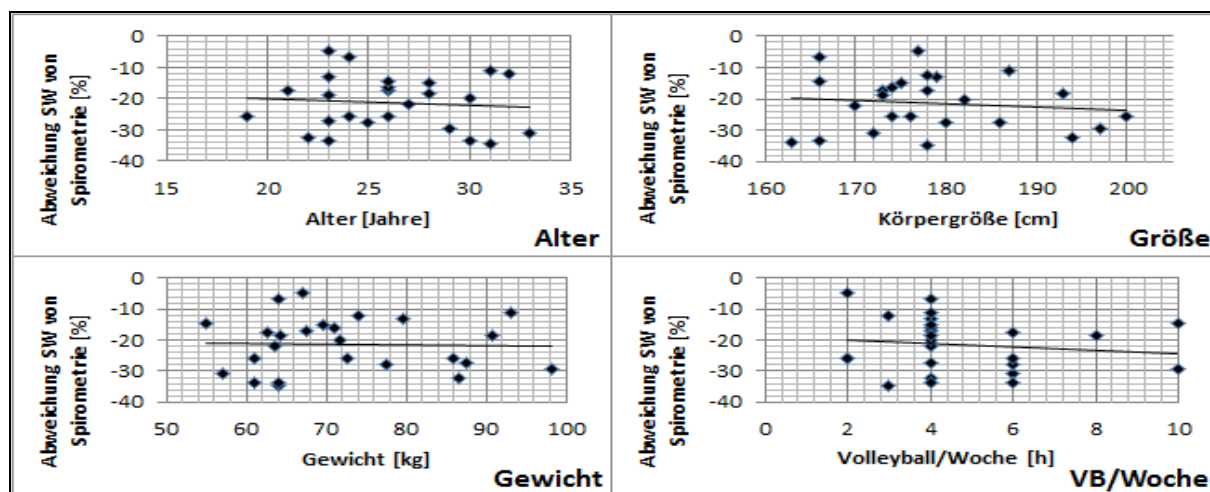 Abweichung SW von
Spirometrie [%]
0
-10
-20
-30
-40
15
20
25
30
35
Alter [Jahre]
Alter
Abweichung SW von
Spirometrie [%]
0
-10
-20
-30
-40
160
170
180
190
200
Körpergröße [cm]
Größe
Abweichung SW von
Spirometrie [%]
0
-10
-20
-30
-40
50
60
70
80
90
100
Gewicht [kg]
Gewicht
Abweichung SW von
Spirometrie [%]
0
-10
-20
-30
-40
0
2
4
6
8
10
Volleyball/Woche [h]
VB/Woche